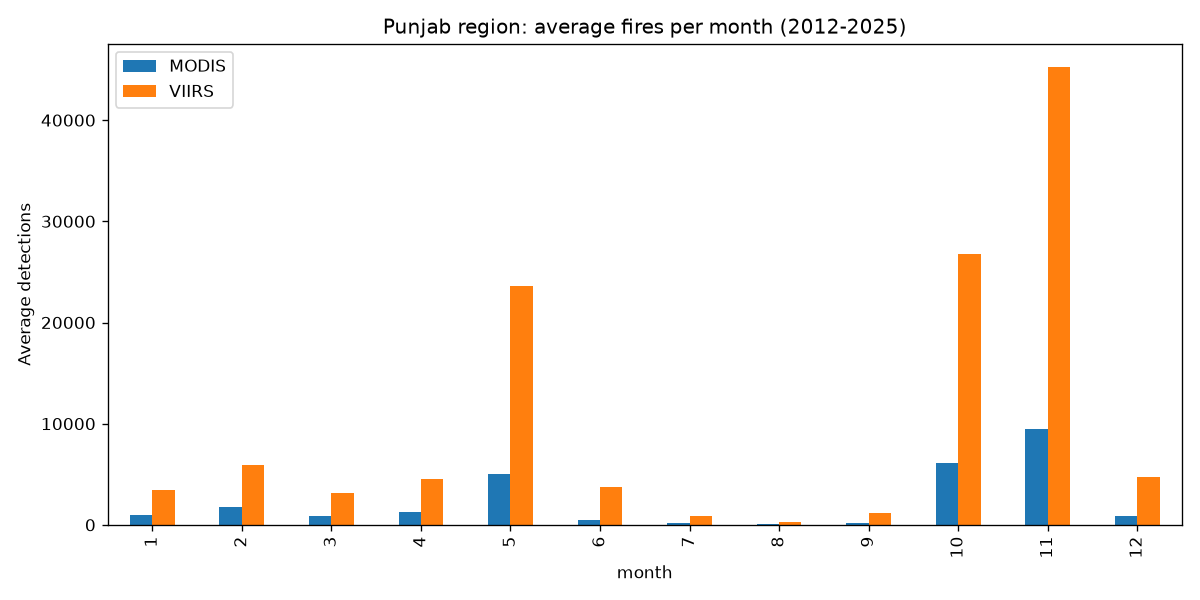 Punjab region: average fires per month (2012-2025)
MODIS
VIIRS
Average detections
40000
30000
20000
10000
0
1 2 3 4 5 6 7 8 9 10 11 12
month